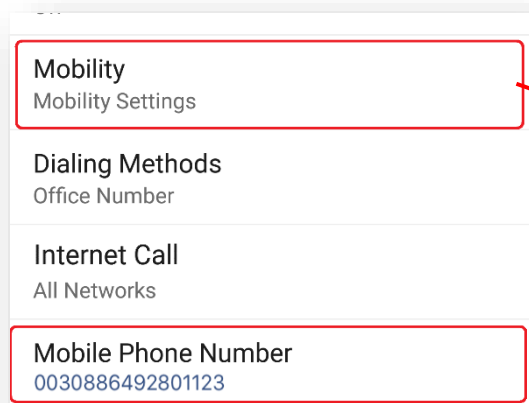 Mobility
Mobility Settings
Dialing Methods
Office Number
Internet Call
All Networks
Mobile Phone Number
0030886492801123